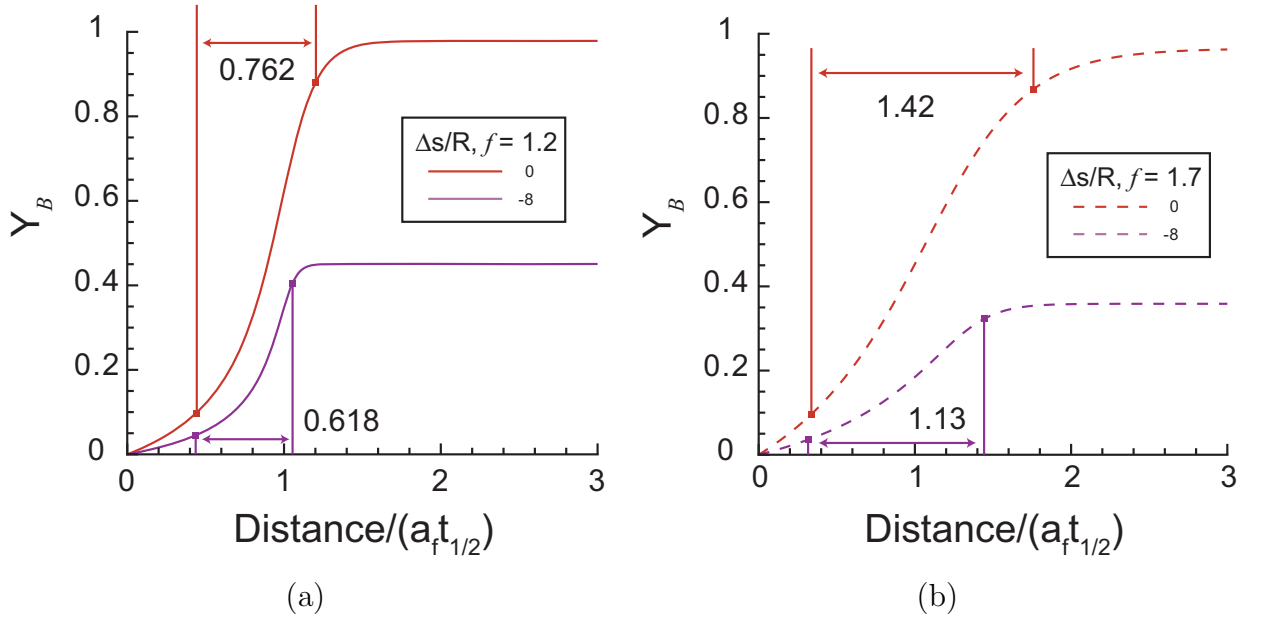 1
0.8
0.6
0.4
0.2
0
Y_B
0.762
Δs/R, f = 1.2
0
-8
0.618
0 1 2 3
Distance/(a_f t_1/2)
(a)
1
0.8
0.6
0.4
0.2
0
Y_B
1.42
Δs/R, f = 1.7
0
-8
1.13
0 1 2 3
Distance/(a_f t_1/2)
(b)